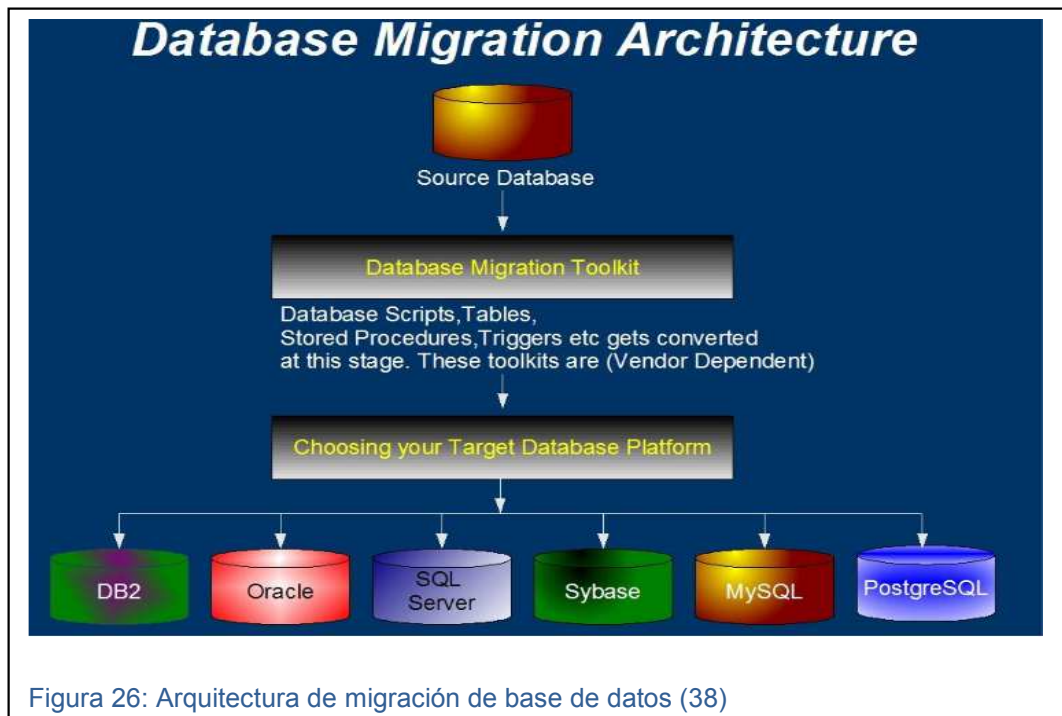 Database Migration Architecture
Source Database
Database Migration Toolkit
Database Scripts,Tables,
Stored Procedures,Triggers etc gets converted
at this stage. These toolkits are (Vendor Dependent)
Choosing your Target Database Platform
DB2
Oracle
SQL
Server
Sybase
MySQL
PostgreSQL
Figura 26: Arquitectura de migración de base de datos (38)